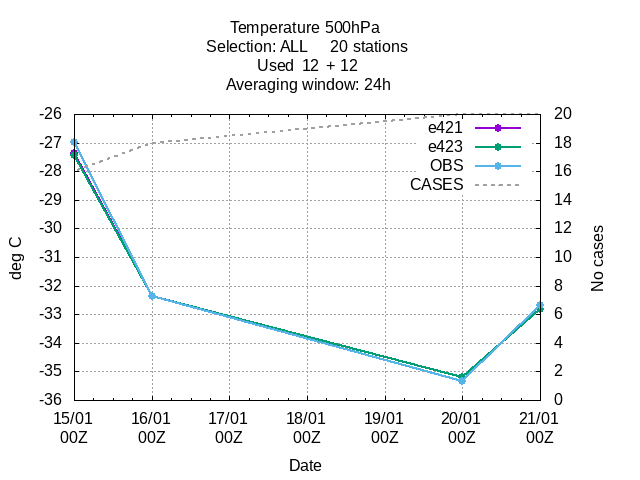 Temperature 500hPa
Selection: ALL 20 stations
Used 12 + 12
Averaging window: 24h
-26 20
e421
-27 18
e423
OBS
-28 16
CASES
-29 14
-30 12
-31 10
deg C
No cases
-32 8
-33 6
-34 4
-35 2
-36 0
15/01 16/01 17/01 18/01 19/01 20/01 21/01
00Z 00Z 00Z 00Z 00Z 00Z 00Z
Date